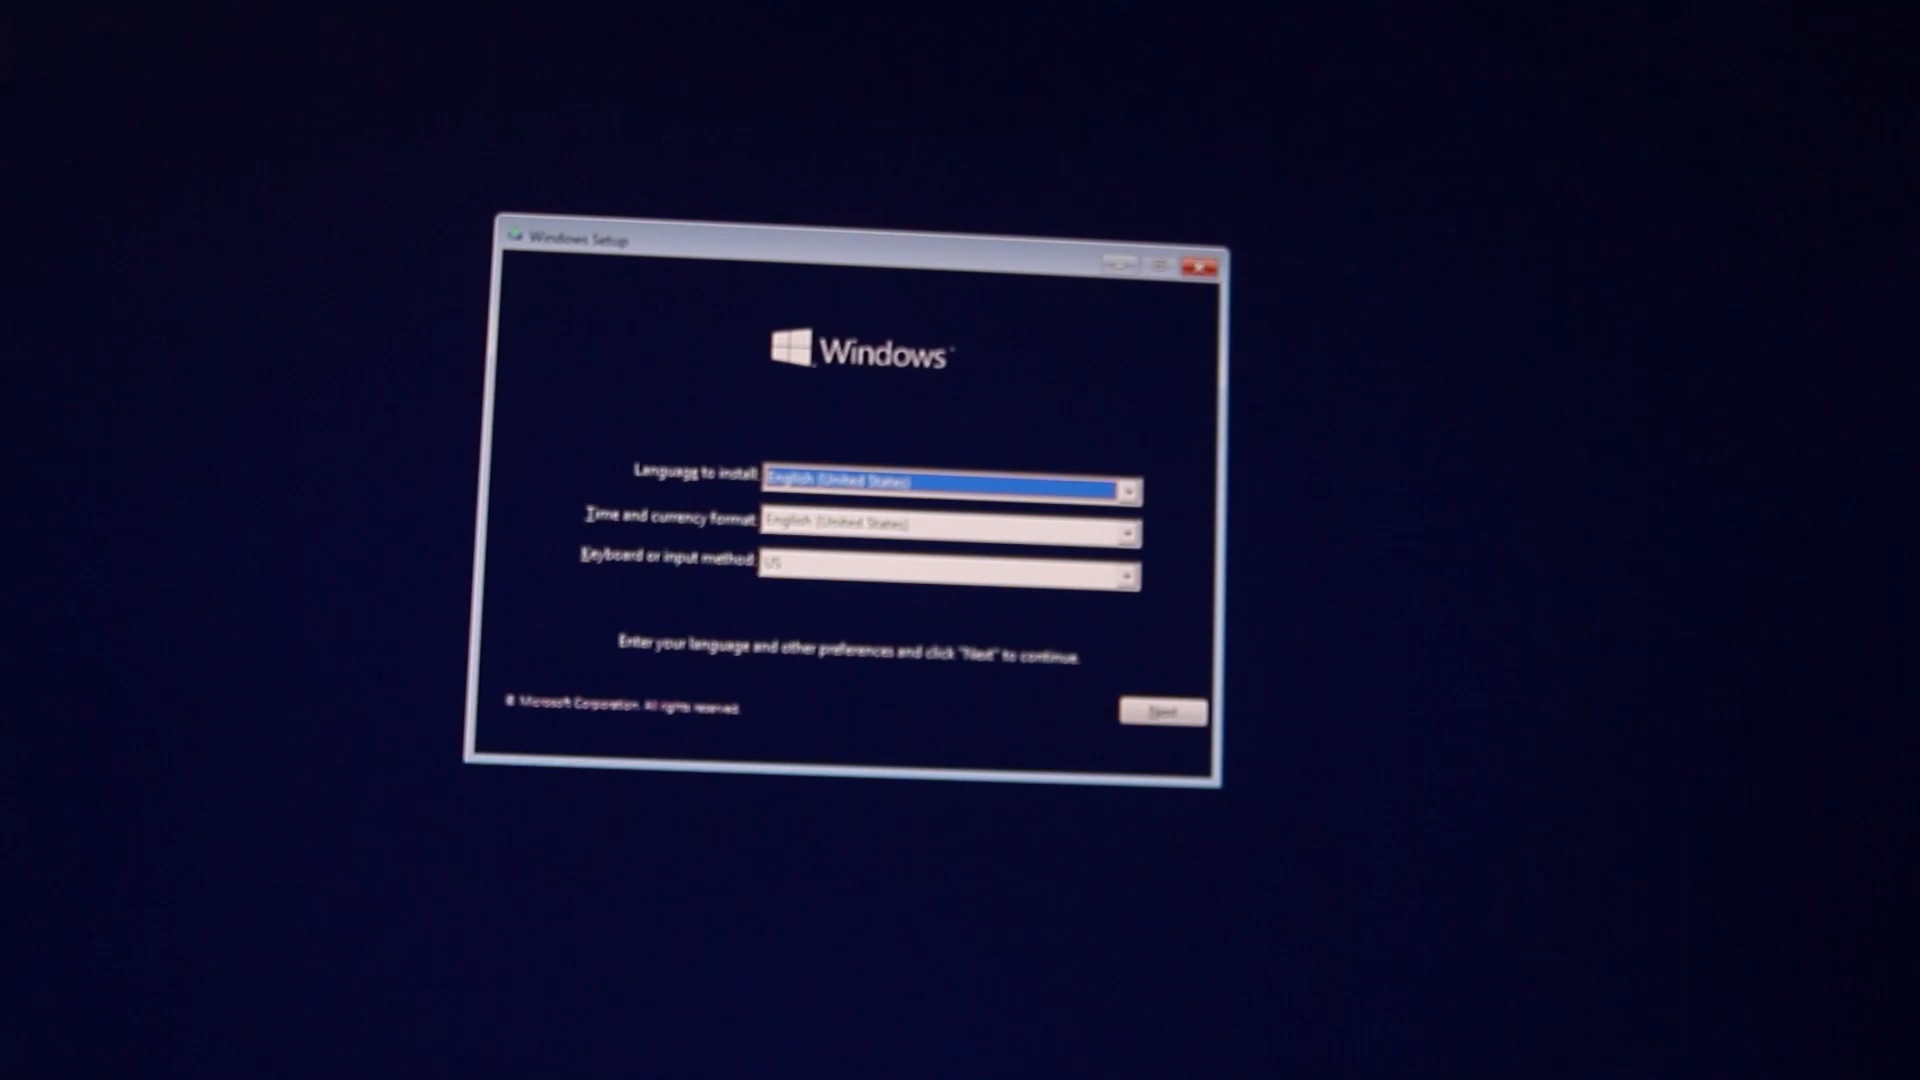 Windows Setup
Windows
Language to install: English (United States)
Time and currency format: English (United States)
Keyboard or input method: US
Enter your language and other preferences and click "Next" to continue.
© Microsoft Corporation. All rights reserved.
Next